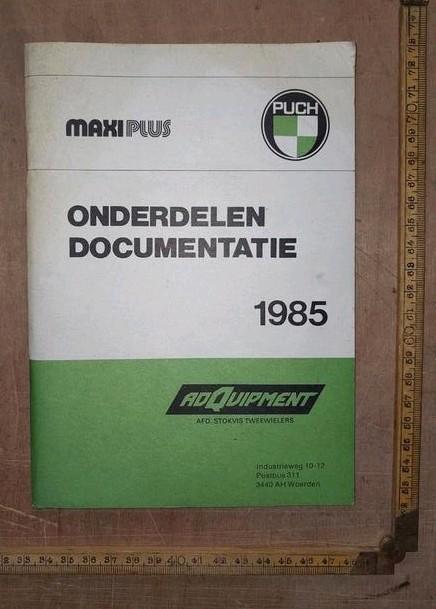 MAXI PLUS
PUCH
ONDERDELEN
DOCUMENTATIE
1985
ADQUIPMENT
AFD. STOKVIS TWEEWIELERS
Industrieweg 10-12
Postbus 311
3440 AH Woerden